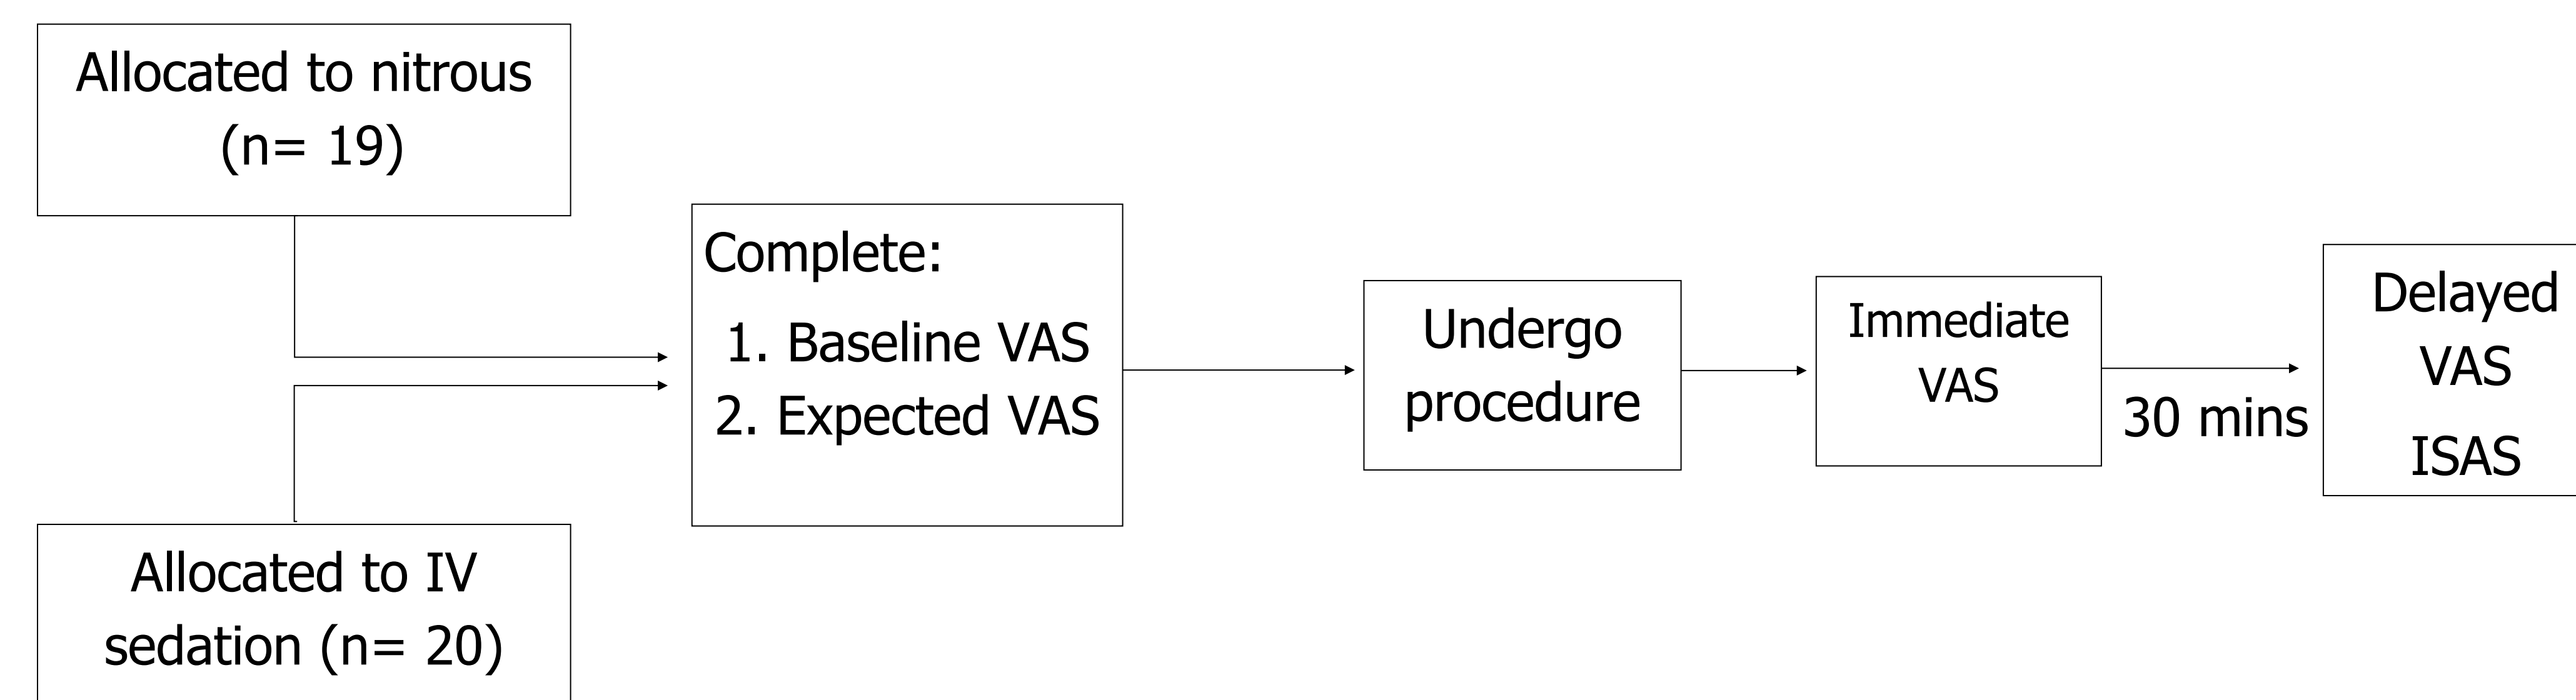 Allocated to nitrous
(n= 19)
Allocated to IV
sedation (n= 20)
Complete:
1. Baseline VAS
2. Expected VAS
Undergo
procedure
Immediate
VAS
30 mins
Delayed
VAS
ISAS